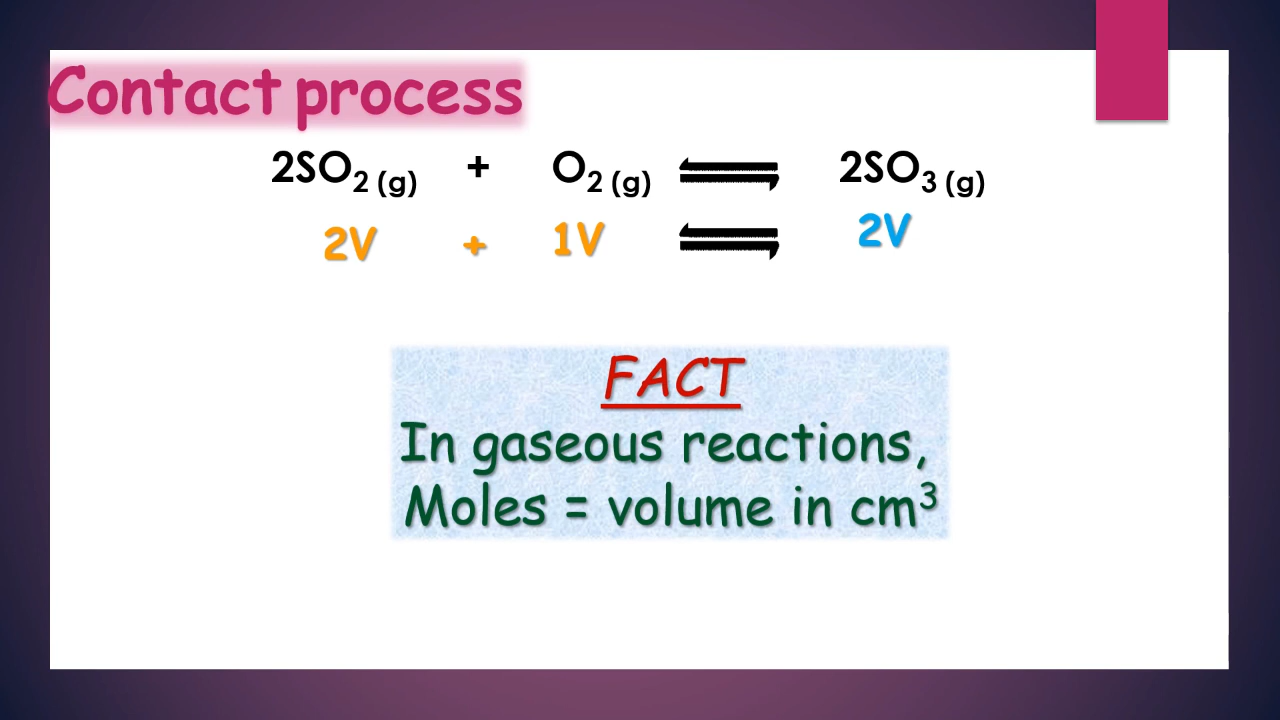 Contact process
2SO₂ (g) + O₂ (g) ⇌ 2SO₃ (g)
2V + 1V ⇌ 2V
FACT
In gaseous reactions,
Moles = volume in cm³